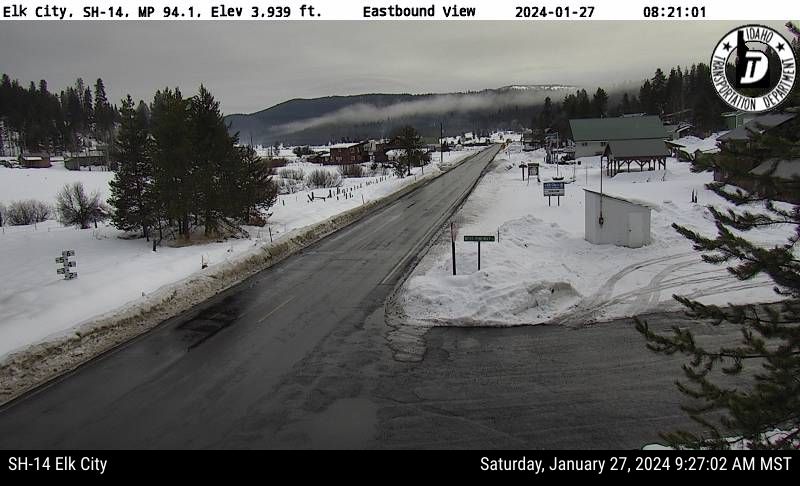 Elk City, SH-14, MP 94.1, Elev 3,939 ft. Eastbound View 2024-01-27 08:21:01
IDAHO
TRANSPORTATION DEPARTMENT
SH-14 Elk City Saturday, January 27, 2024 9:27:02 AM MST